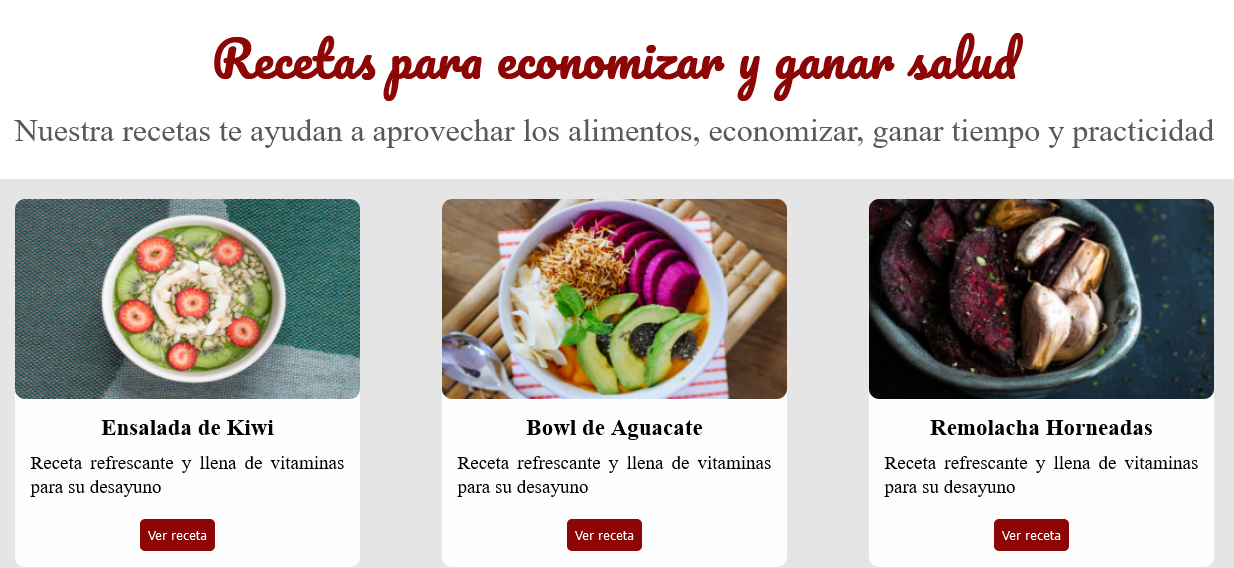 Recetas para economizar y ganar salud
Nuestra recetas te ayudan a aprovechar los alimentos, economizar, ganar tiempo y practicidad
Ensalada de Kiwi
Receta refrescante y llena de vitaminas
para su desayuno
Ver receta
Bowl de Aguacate
Receta refrescante y llena de vitaminas
para su desayuno
Ver receta
Remolacha Horneadas
Receta refrescante y llena de vitaminas
para su desayuno
Ver receta